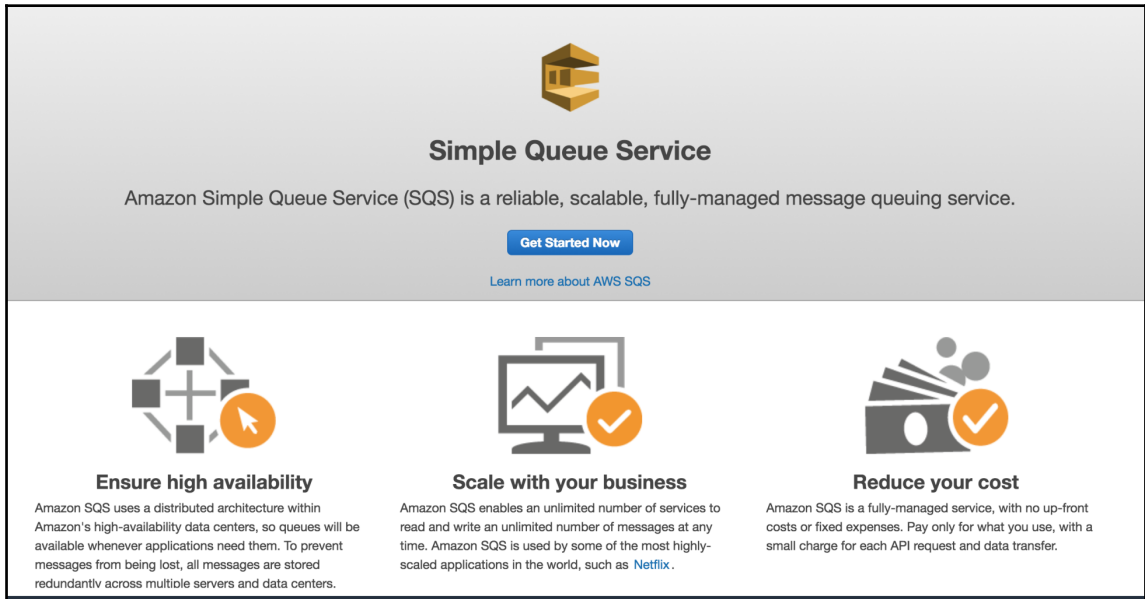 Simple Queue Service
Amazon Simple Queue Service (SQS) is a reliable, scalable, fully-managed message queuing service.
Get Started Now
Learn more about AWS SQS
Ensure high availability
Amazon SQS uses a distributed architecture within
Amazon's high-availability data centers, so queues will be
available whenever applications need them. To prevent
messages from being lost, all messages are stored
redundantly across multiple servers and data centers.
Scale with your business
Amazon SQS enables an unlimited number of services to
read and write an unlimited number of messages at any
time. Amazon SQS is used by some of the most highly-
scaled applications in the world, such as Netflix.
Reduce your cost
Amazon SQS is a fully-managed service, with no up-front
costs or fixed expenses. Pay only for what you use, with a
small charge for each API request and data transfer.